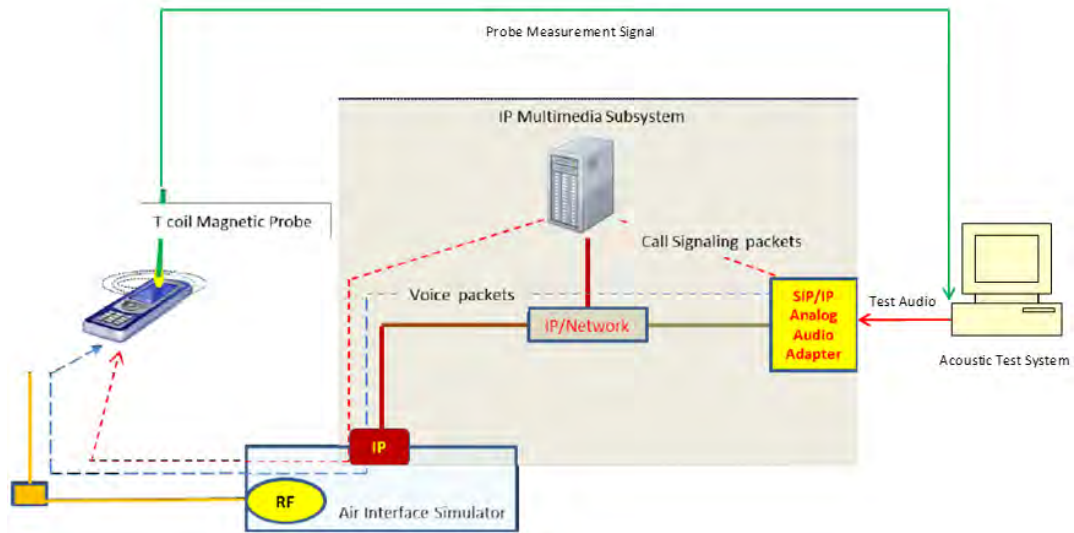 Probe Measurement Signal
IP Multimedia Subsystem
T coil Magnetic Probe
Call Signaling packets
Voice packets
SIP/IP
Analog
Audio
Adapter
Test Audio
IP/Network
Acoustic Test System
IP
RF
Air Interface Simulator